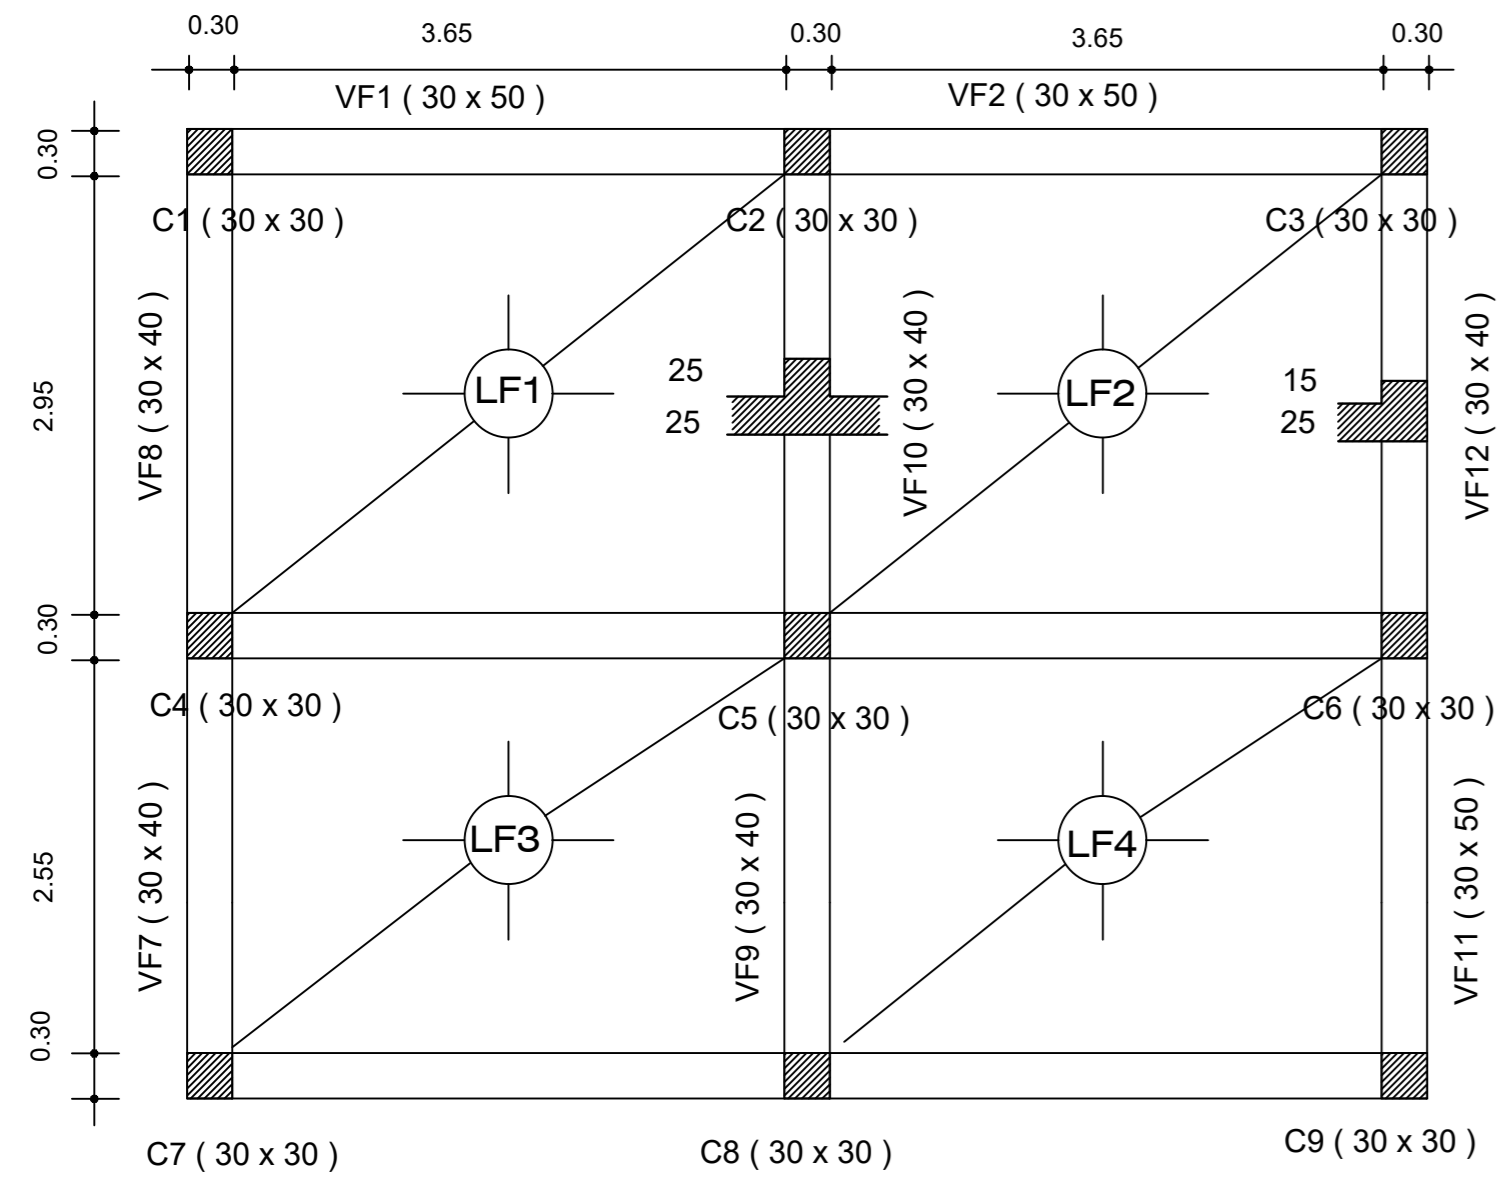 0.30
3.65
0.30
3.65
0.30
VF1 ( 30 x 50 )
VF2 ( 30 x 50 )
0.30
C1 ( 30 x 30 )
C2 ( 30 x 30 )
C3 ( 30 x 30 )
2.95
VF8 ( 30 x 40 )
LF1
25
25
VF10 ( 30 x 40 )
LF2
15
25
VF12 ( 30 x 40 )
0.30
C4 ( 30 x 30 )
C5 ( 30 x 30 )
C6 ( 30 x 30 )
2.55
VF7 ( 30 x 40 )
LF3
VF9 ( 30 x 40 )
LF4
VF11 ( 30 x 50 )
0.30
C7 ( 30 x 30 )
C8 ( 30 x 30 )
C9 ( 30 x 30 )